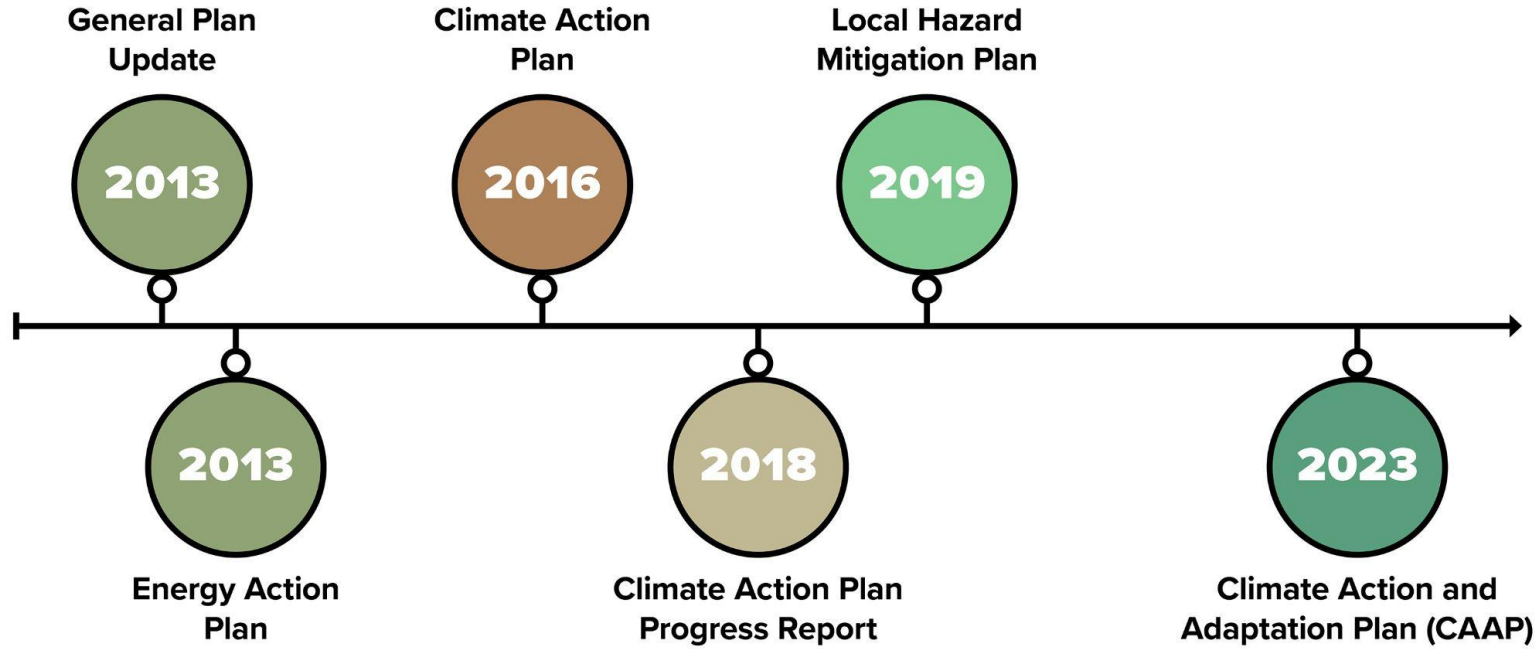 General Plan
Update
2013
Climate Action
Plan
2016
Local Hazard
Mitigation Plan
2019
2013
Energy Action
Plan
2018
Climate Action Plan
Progress Report
2023
Climate Action and
Adaptation Plan (CAAP)